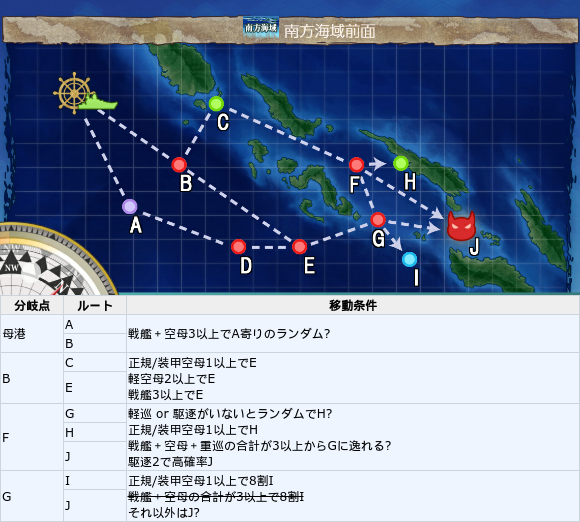 南方海域 南方海域前面
C
B
F
H
A
G
J
D
E
I
NW
NW
分岐点 ルート 移動条件
母港
A
B
戦艦＋空母3以上でA寄りのランダム?
B
C
E
正規/装甲空母1以上でE
軽空母2以上でE
戦艦3以上でE
F
G
H
J
軽巡 or 駆逐がいないとランダムでH?
正規/装甲空母1以上でH
戦艦＋空母＋重巡の合計が3以上からGに逸れる?
駆逐2で高確率J
G
I
J
正規/装甲空母1以上で8割I
戦艦＋空母の合計が3以上で8割I
それ以外はJ?